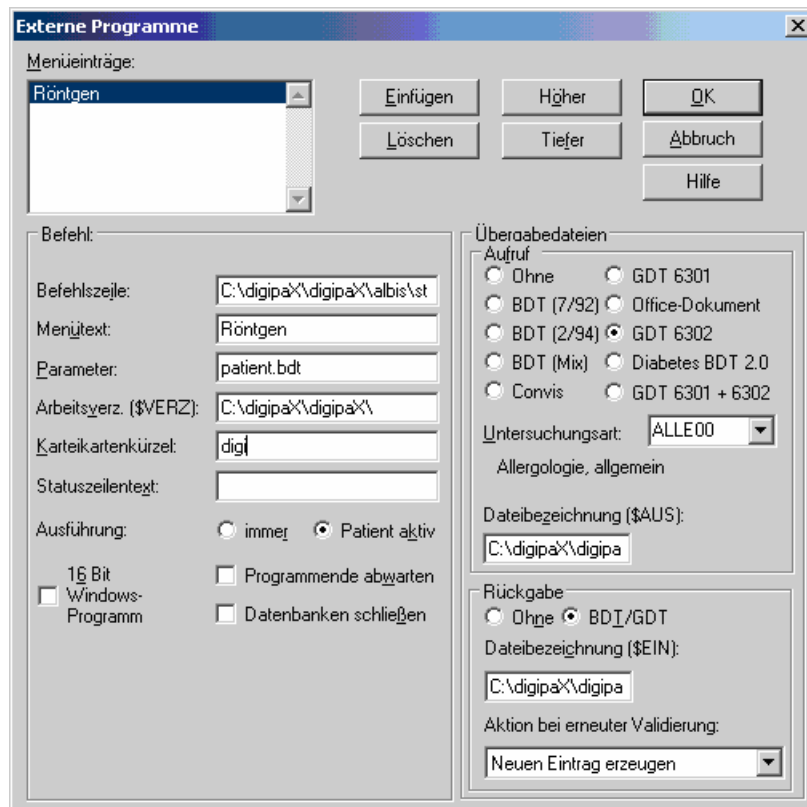 Externe Programme
Menüeinträge:
Röntgen
Einfügen
Höher
OK
Löschen
Tiefer
Abbruch
Hilfe
Befehl:
Befehlszeile: C:\digipaX\digipaX\albis\st
Menütext: Röntgen
Parameter: patient.bdt
Arbeitsverz. ($VERZ): C:\digipaX\digipaX\
Karteikartenkürzel: digi
Statuszeilentext:
Ausführung: immer Patient aktiv
16 Bit Windows-Programm
Programmende abwarten
Datenbanken schließen
Übergabedateien
Aufruf
Ohne GDT 6301
BDT (7/92) Office-Dokument
BDT (2/94) GDT 6302
BDT (Mix) Diabetes BDT 2.0
Convis GDT 6301 + 6302
Untersuchungsart: ALLE00
Allergologie, allgemein
Dateibezeichnung ($AUS):
C:\digipaX\digipa
Rückgabe
Ohne BDT/GDT
Dateibezeichnung ($EIN):
C:\digipaX\digipa
Aktion bei erneuter Validierung:
Neuen Eintrag erzeugen